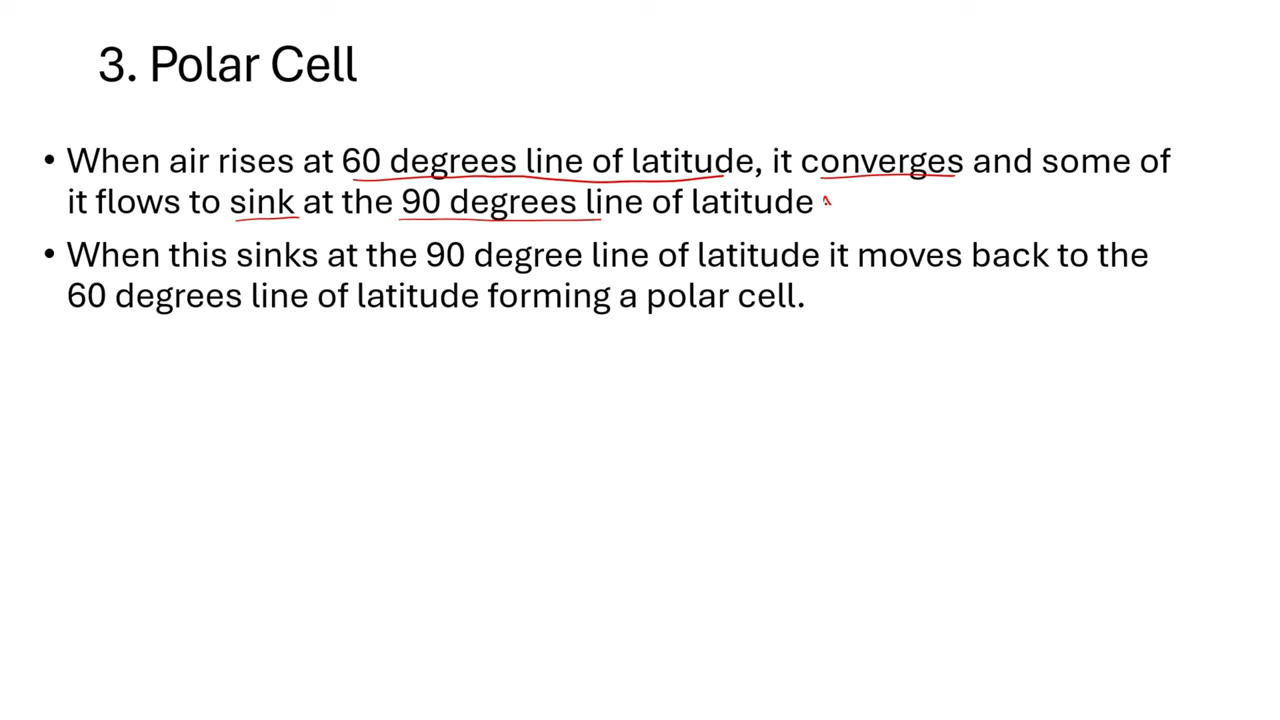 3. Polar Cell
• When air rises at 60 degrees line of latitude, it converges and some of
it flows to sink at the 90 degrees line of latitude
• When this sinks at the 90 degree line of latitude it moves back to the
60 degrees line of latitude forming a polar cell.